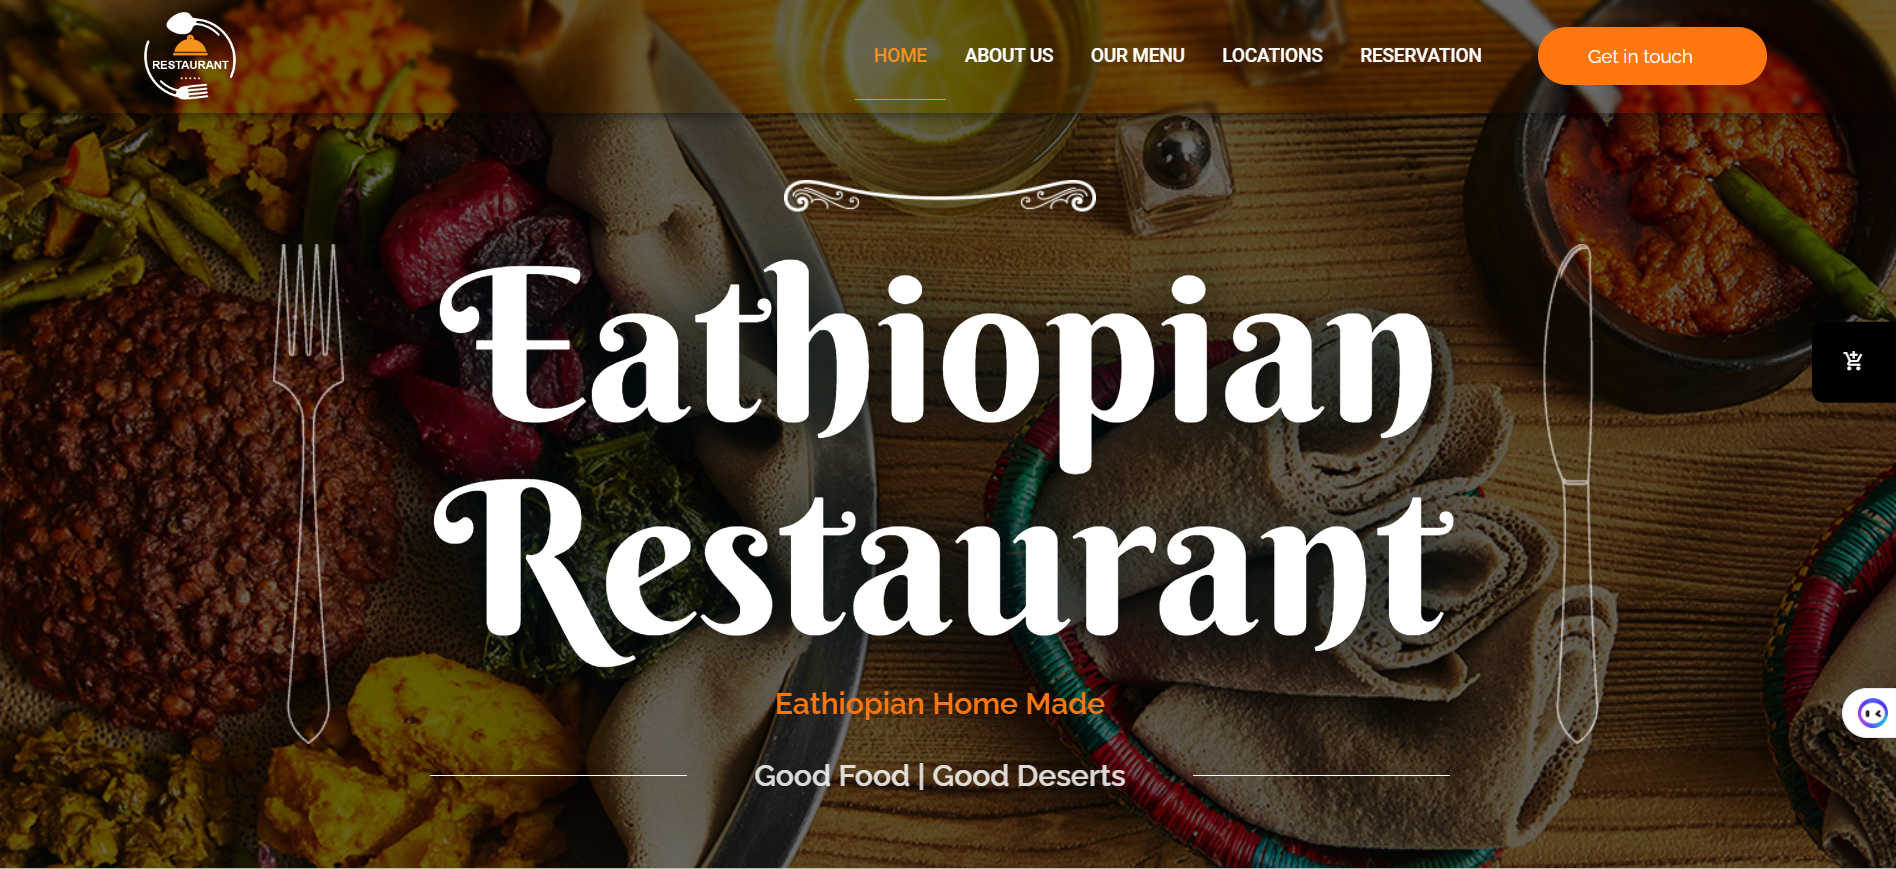 RESTAURANT
HOME ABOUT US OUR MENU LOCATIONS RESERVATION Get in touch
Eathiopian
Restaurant
Eathiopian Home Made
Good Food | Good Deserts